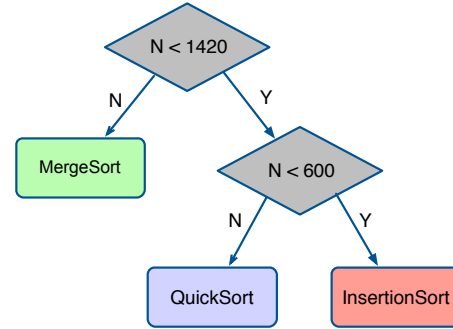 N < 1420
N
Y
MergeSort
N < 600
N
Y
QuickSort
InsertionSort